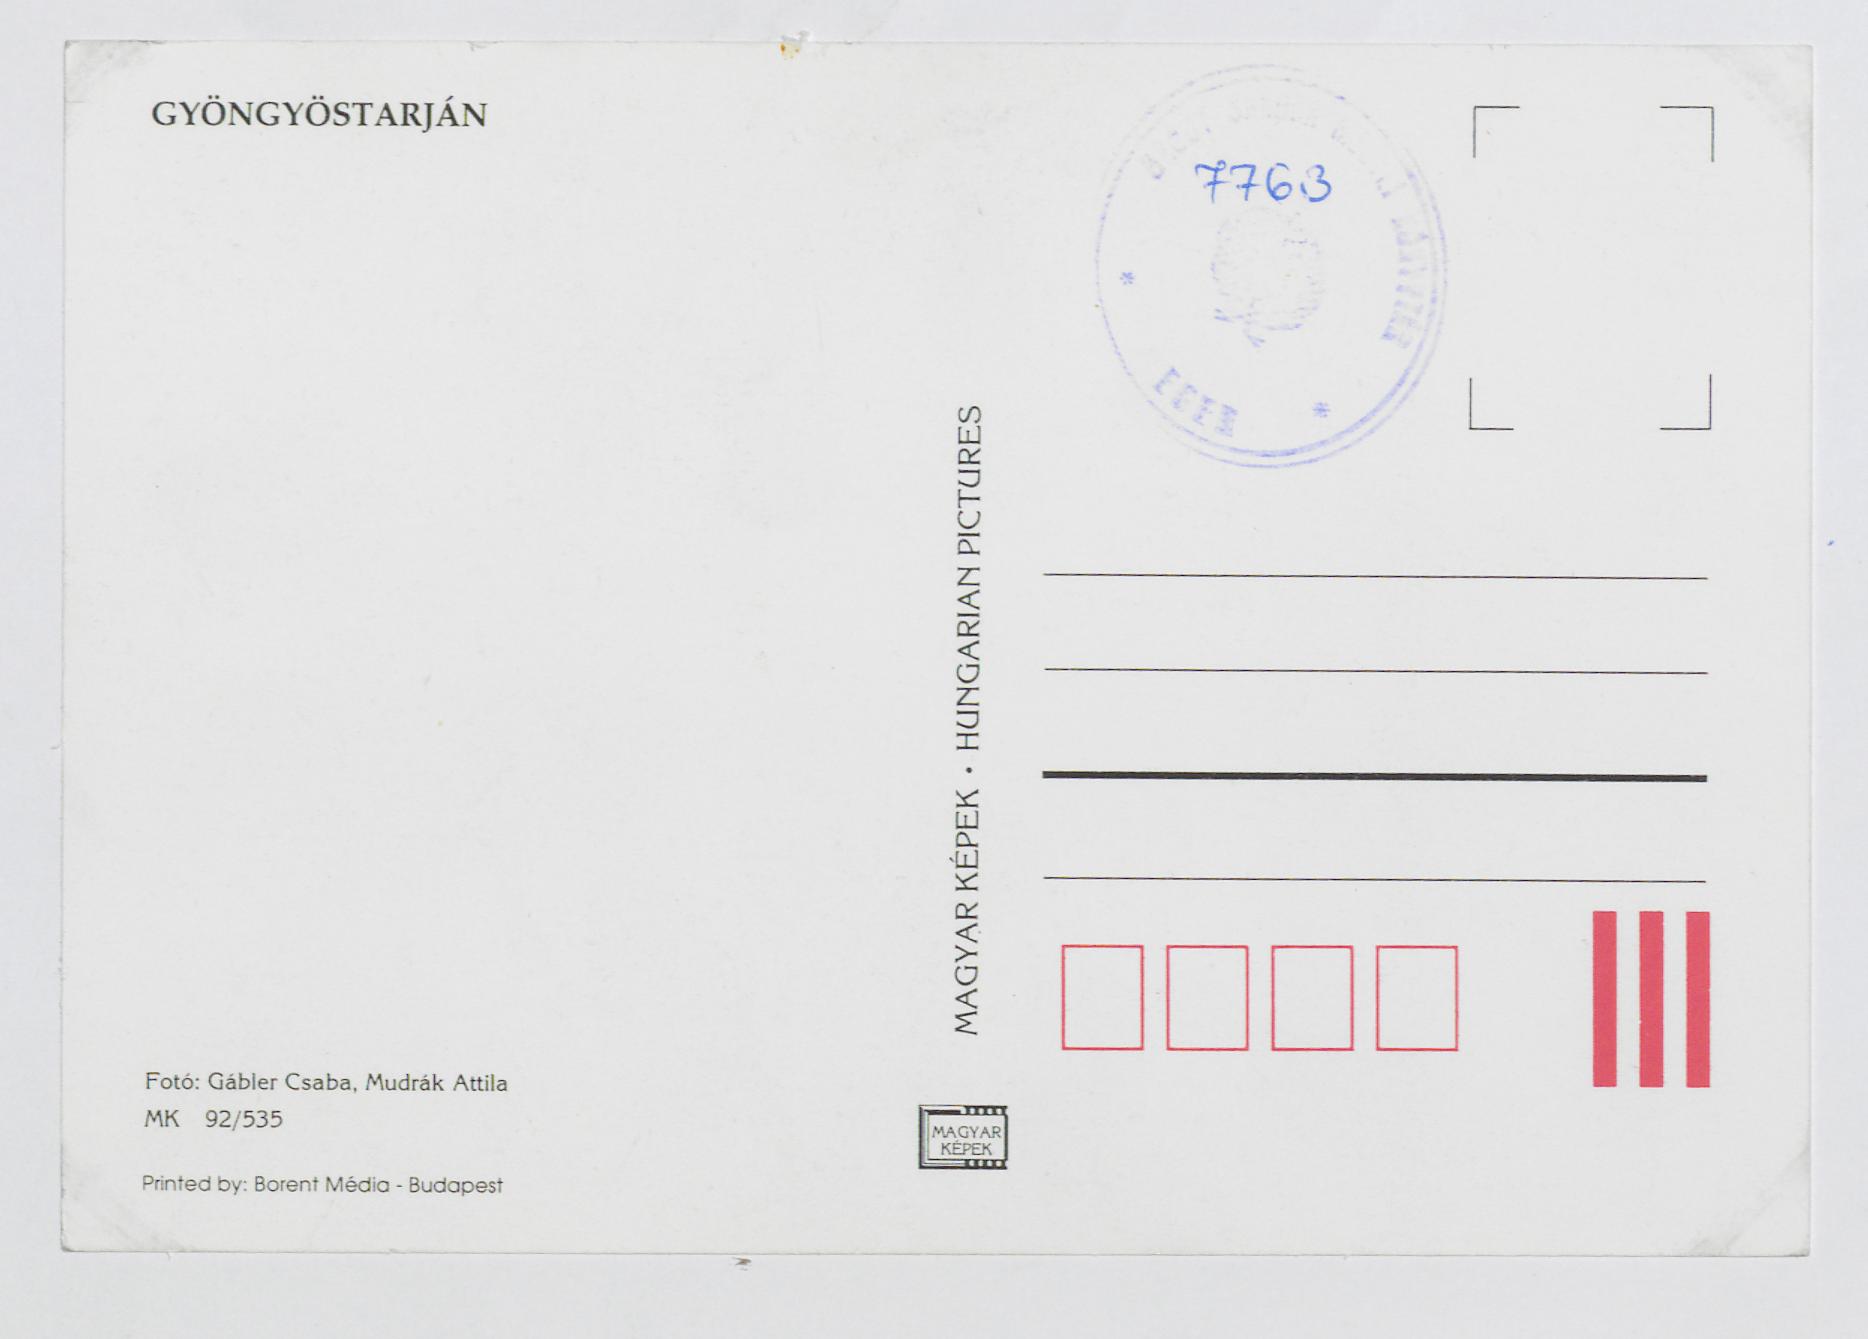 GYÖNGYÖSTARJÁN
7763
EGER
MAGYAR KÉPEK • HUNGARIAN PICTURES
Fotó: Gábler Csaba, Mudrák Attila
MK 92/535
Printed by: Borent Média - Budapest
MAGYAR
KÉPEK